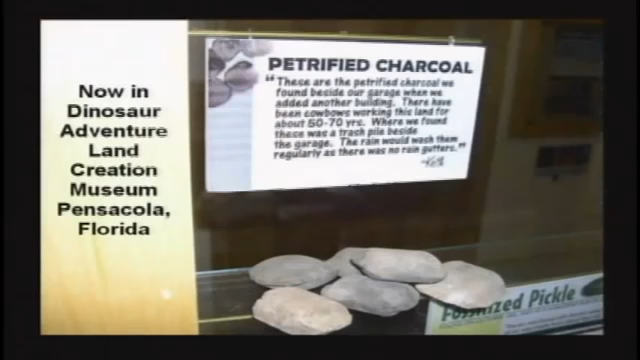 Now in
Dinosaur
Adventure
Land
Creation
Museum
Pensacola,
Florida
PETRIFIED CHARCOAL
"These are the petrified charcoal we
found beside our garage when we
added another building. There have
been cowbows working this land for
about 50-70 yrs. Where we found
these was a trash pile beside
the garage. The rain would wash them
regularly as there was no rain gutters."
Fossilized Pickle